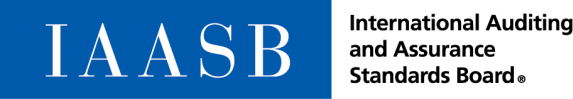 IAASB
International Auditing
and Assurance
Standards Board®